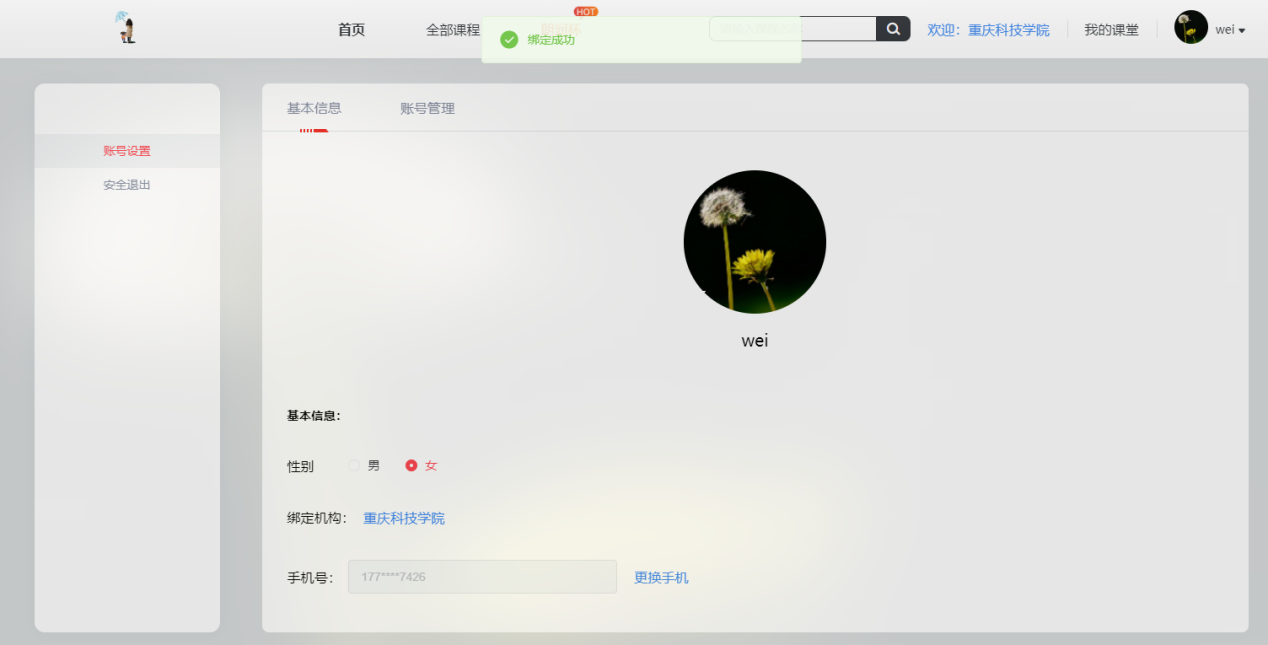 首页
全部课程
HOT
绑定成功
欢迎：重庆科技学院
我的课堂
wei
账号设置
安全退出
基本信息
账号管理
wei
基本信息：
性别
男
女
绑定机构：
重庆科技学院
手机号：
177****7426
更换手机